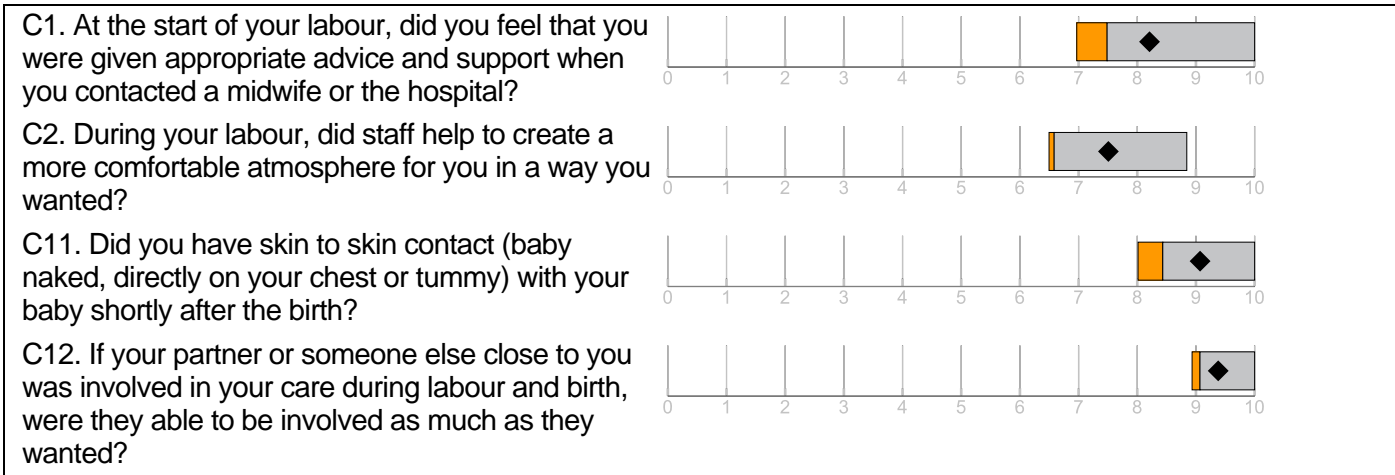 C1. At the start of your labour, did you feel that you
were given appropriate advice and support when
you contacted a midwife or the hospital?
0 1 2 3 4 5 6 7 8 9 10
C2. During your labour, did staff help to create a
more comfortable atmosphere for you in a way you
wanted?
0 1 2 3 4 5 6 7 8 9 10
C11. Did you have skin to skin contact (baby
naked, directly on your chest or tummy) with your
baby shortly after the birth?
0 1 2 3 4 5 6 7 8 9 10
C12. If your partner or someone else close to you
was involved in your care during labour and birth,
were they able to be involved as much as they
wanted?
0 1 2 3 4 5 6 7 8 9 10